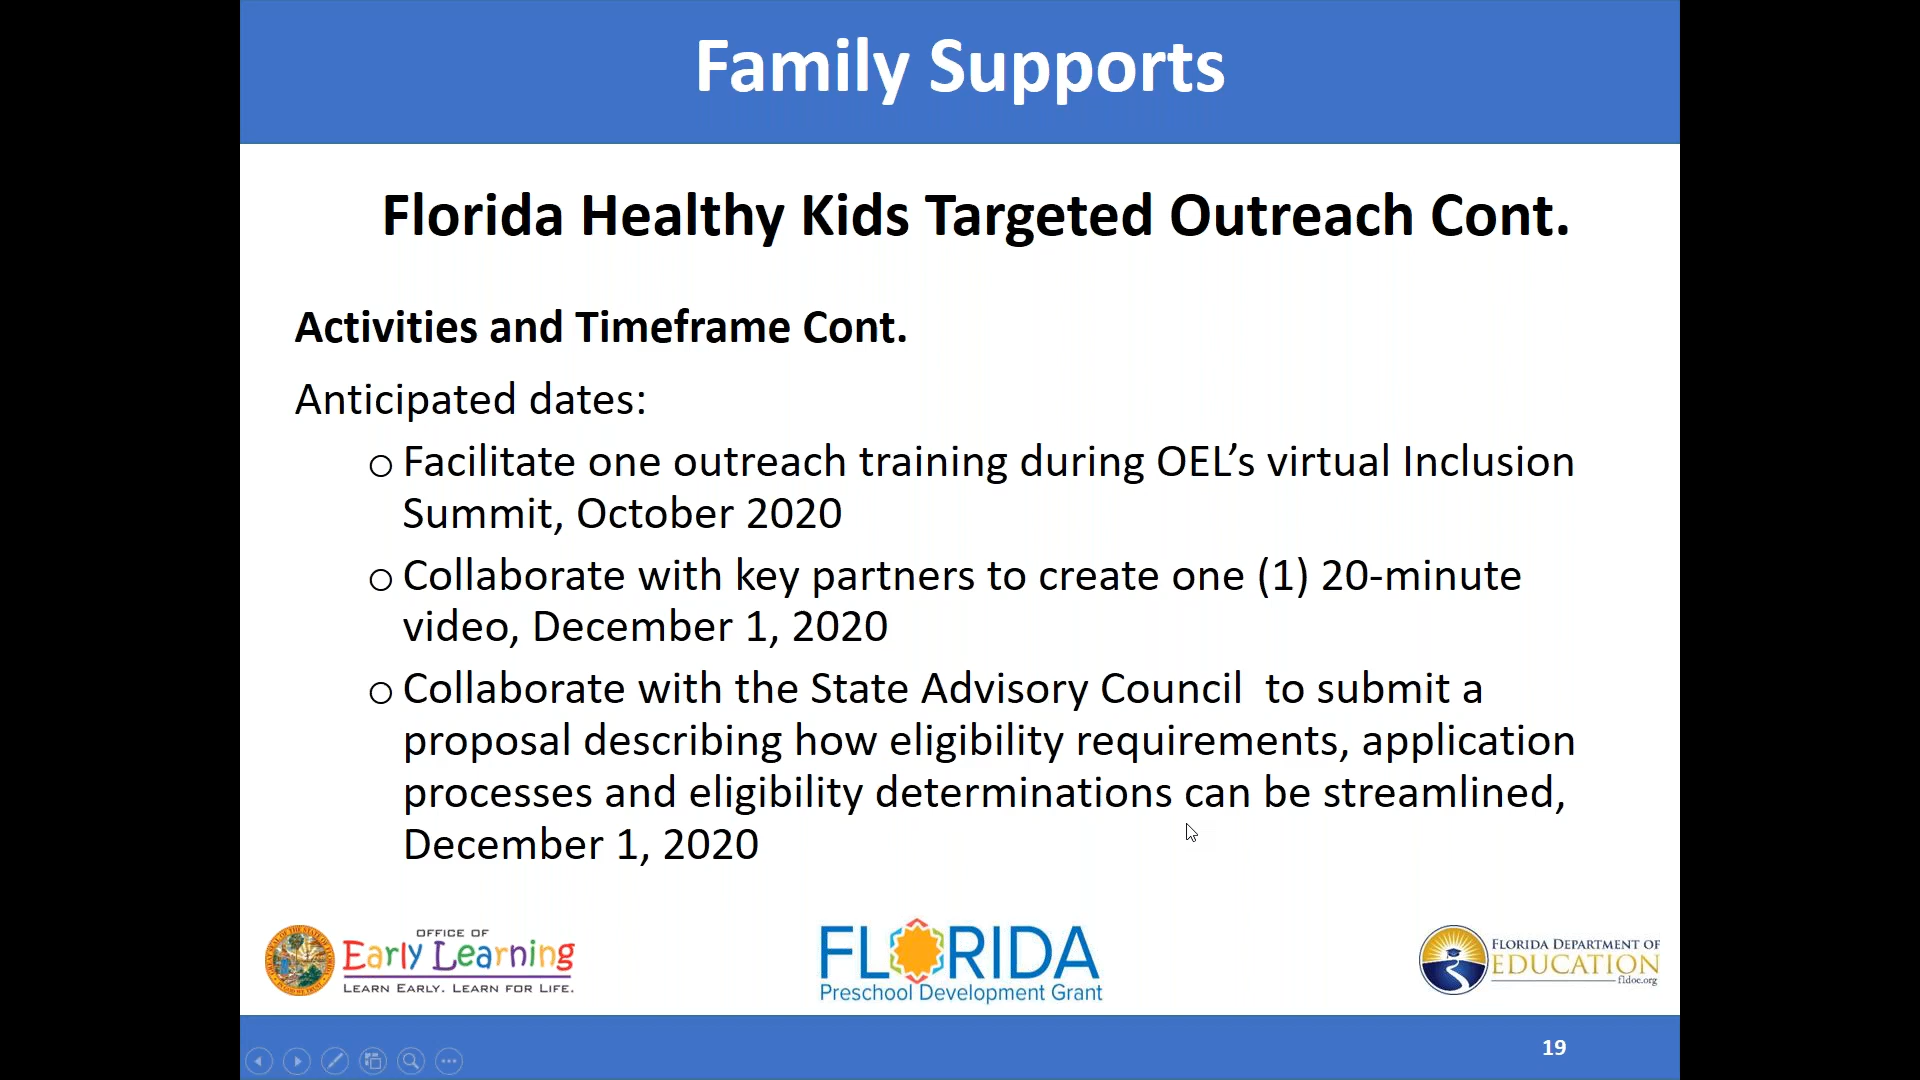 Family Supports
Florida Healthy Kids Targeted Outreach Cont.
Activities and Timeframe Cont.
Anticipated dates:
Facilitate one outreach training during OEL’s virtual Inclusion
Summit, October 2020
Collaborate with key partners to create one (1) 20-minute
video, December 1, 2020
Collaborate with the State Advisory Council to submit a
proposal describing how eligibility requirements, application
processes and eligibility determinations can be streamlined,
December 1, 2020
OFFICE OF
Early Learning
LEARN EARLY. LEARN FOR LIFE.
FLORIDA
Preschool Development Grant
FLORIDA DEPARTMENT OF
EDUCATION
fldoe.org
19